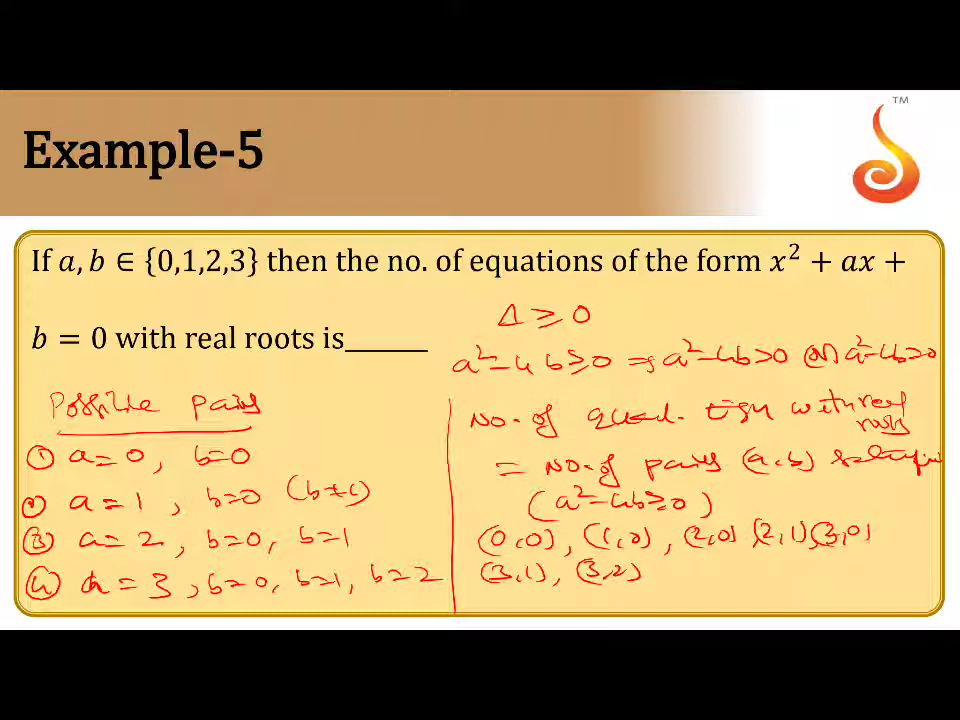 TM
Example-5
If a, b ∈ {0,1,2,3} then the no. of equations of the form x² + ax +
b = 0 with real roots is_______
Δ ≥ 0
a² - 4b ≥ 0 ⇒ a² - 4b > 0 (or) a² - 4b = 0
Possible pairs
① a = 0, b = 0
② a = 1, b = 0 (b ≠ 1)
③ a = 2, b = 0, b = 1
④ a = 3, b = 0, b = 1, b = 2
No. of quad. with real
roots
= No. of pairs (a, b)
(a² - 4b ≥ 0)
(0,0), (1,0), (2,0) (2,1) (3,0)
(3,1), (3,2)